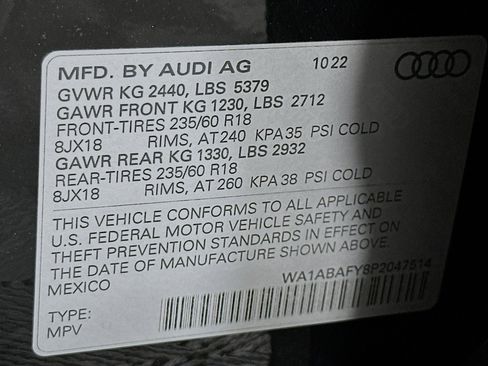 MFD. BY AUDI AG 10 22
GVWR KG 2440, LBS 5379
GAWR FRONT KG 1230, LBS 2712
FRONT-TIRES 235/60 R18
8JX18 RIMS, AT 240 KPA 35 PSI COLD
GAWR REAR KG 1330, LBS 2932
REAR-TIRES 235/60 R18
8JX18 RIMS, AT 260 KPA 38 PSI COLD
THIS VEHICLE CONFORMS TO ALL APPLICABLE
U.S. FEDERAL MOTOR VEHICLE SAFETY AND
THEFT PREVENTION STANDARDS IN EFFECT ON
THE DATE OF MANUFACTURE SHOWN ABOVE.
MEXICO WA1ABAFY8P2047514
TYPE:
MPV